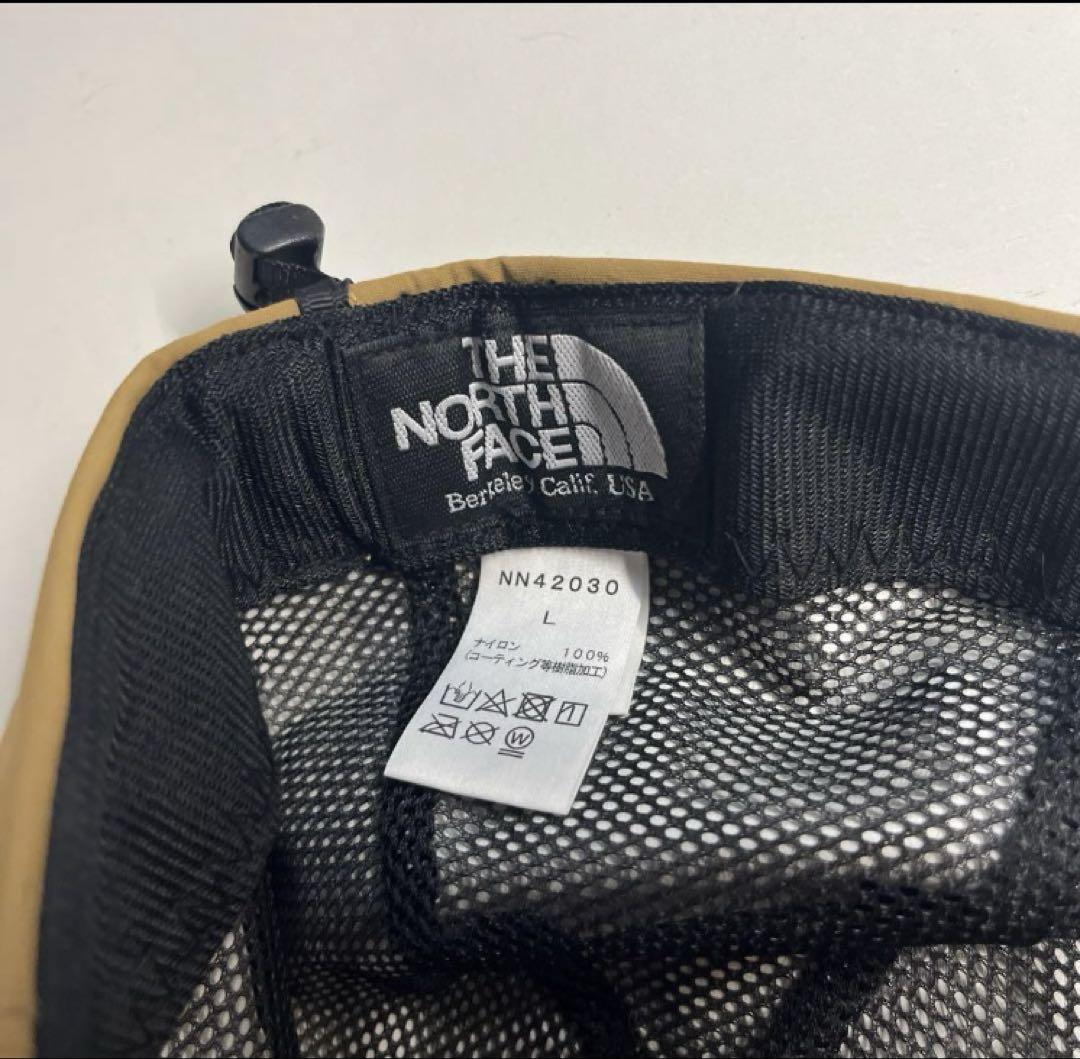 THE
NORTH
FACE
Berkeley Calif. USA
NN42030
L
ナイロン 100%
(コーティング等樹脂加工)
W